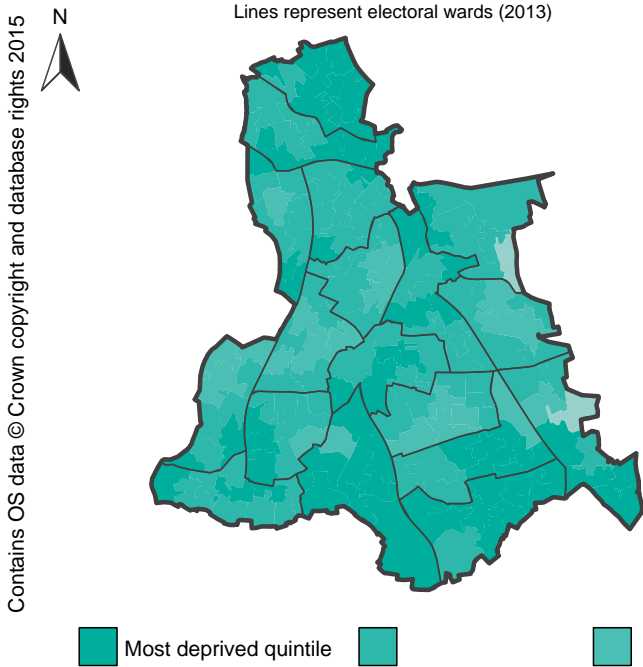 Lines represent electoral wards (2013)
N
Contains OS data © Crown copyright and database rights 2015
Most deprived quintile